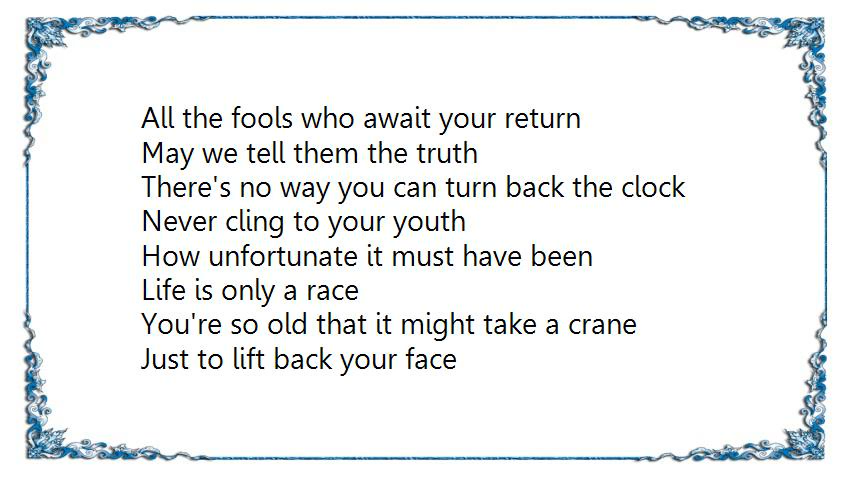 All the fools who await your return
May we tell them the truth
There's no way you can turn back the clock
Never cling to your youth
How unfortunate it must have been
Life is only a race
You're so old that it might take a crane
Just to lift back your face